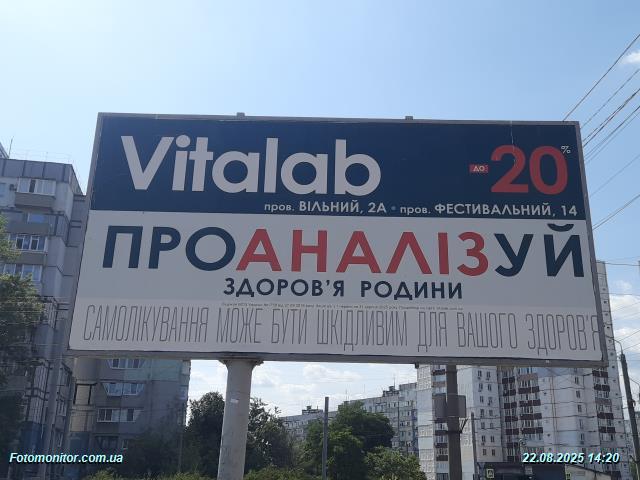 Vitalab
ДО 20%
пров. ВІЛЬНИЙ, 2А • пров. ФЕСТИВАЛЬНИЙ, 14
ПРОАНАЛІЗУЙ
ЗДОРОВ'Я РОДИНИ
САМОЛІКУВАННЯ МОЖЕ БУТИ ШКІДЛИВИМ ДЛЯ ВАШОГО ЗДОРОВ'Я
Fotomonitor.com.ua
22.08.2025 14:20